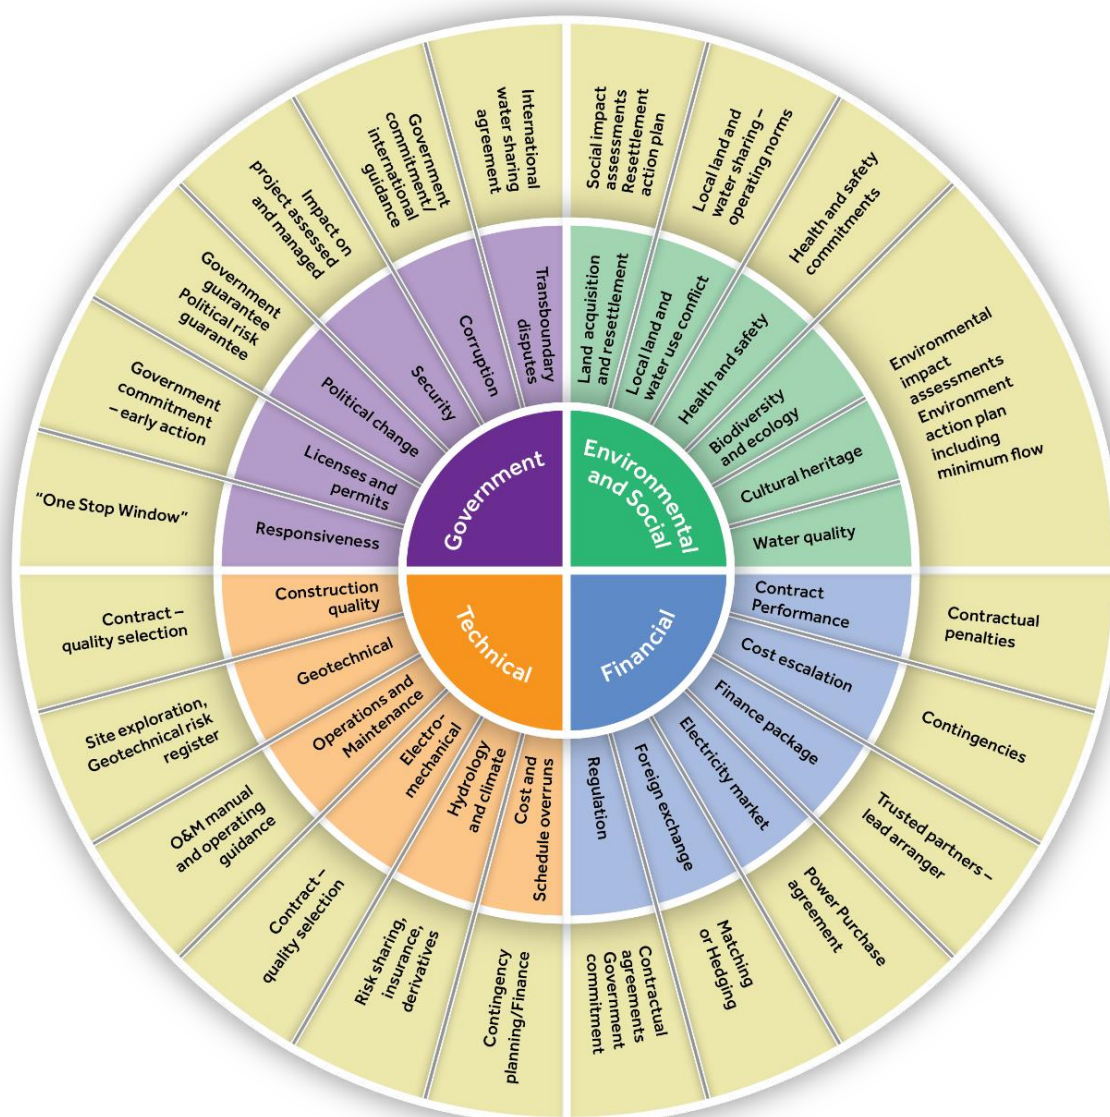 Government
Environmental
and Social
Technical
Financial
Responsiveness
Licenses and
permits
Political change
Security
Corruption
Transboundary
disputes
Land acquisition
and resettlement
Local land and
water use conflict
Health and safety
Biodiversity
and ecology
Cultural heritage
Water quality
Contract
Performance
Cost escalation
Finance package
Electricity market
Foreign exchange
Regulation
Cost and
Schedule overruns
Hydrology
and climate
Electro-
mechanical
Operations and
Maintenance
Geotechnical
Construction
quality
"One Stop Window"
Government
commitment
– early action
Government
guarantee
Political risk
guarantee
Impact on
project assessed
and managed
Government
commitment/
international
guidance
International
water sharing
agreement
Social impact
assessments
Resettlement
action plan
Local land and
water sharing –
operating norms
Health and safety
commitments
Environmental
impact
assessments
Environment
action plan
including
minimum flow
Contractual
penalties
Contingencies
Trusted partners –
lead arranger
Power Purchase
agreement
Matching
or Hedging
Contractual
agreements
Government
commitment
Contingency
planning/Finance
Risk sharing,
insurance,
derivatives
Contract –
quality selection
O&M manual
and operating
guidance
Site exploration,
Geotechnical risk
register
Contract –
quality selection